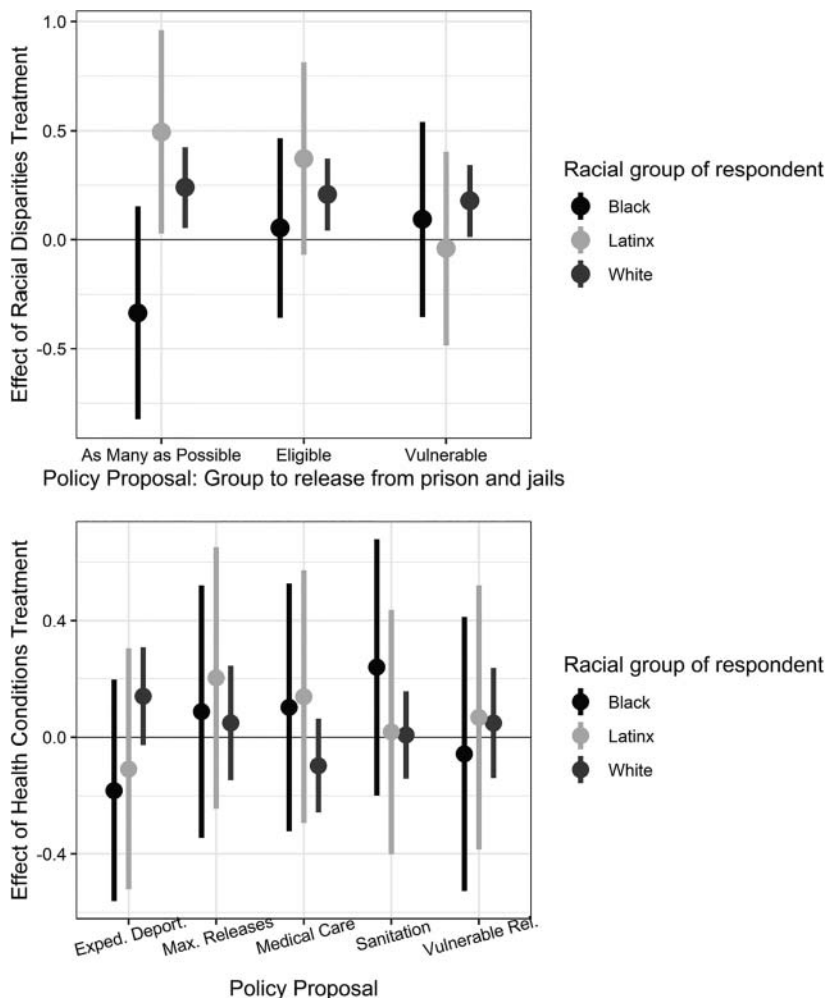 Effect of Racial Disparities Treatment
1.0
0.5
0.0
-0.5
As Many as Possible Eligible Vulnerable
Policy Proposal: Group to release from prison and jails
Racial group of respondent
Black
Latinx
White
Effect of Health Conditions Treatment
0.4
0.0
-0.4
Exped. Deport. Max. Releases Medical Care Sanitation Vulnerable Rel.
Policy Proposal
Racial group of respondent
Black
Latinx
White